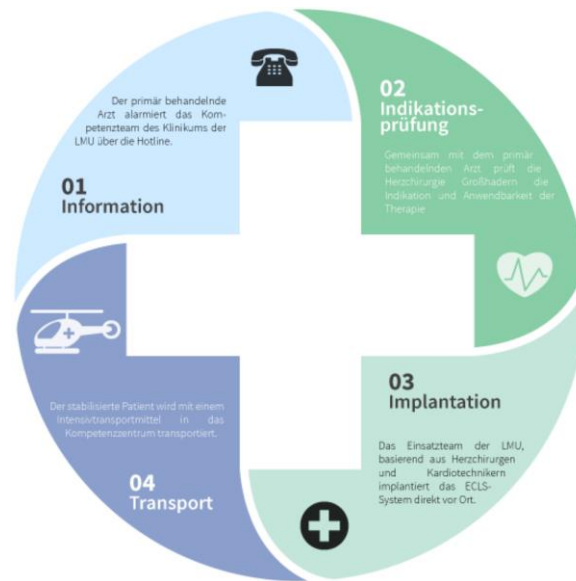 Der primär behandelnde
Arzt alarmiert das Kom-
petenzteam des Klinikums der
LMU über die Hotline.
01
Information
02
Indikations-
prüfung
Gemeinsam mit dem primär
behandelnden Arzt prüft die
Herzchirurgie Großhadern die
Indikation und Anwendbarkeit der
Therapie
03
Implantation
Das Einsatzteam der LMU,
basierend aus Herzchirurgen
und Kardiotechnikern
implantiert das ECLS-
System direkt vor Ort.
Der stabilisierte Patient wird mit einem
Intensivtransportmittel in das
Kompetenzzentrum transportiert.
04
Transport